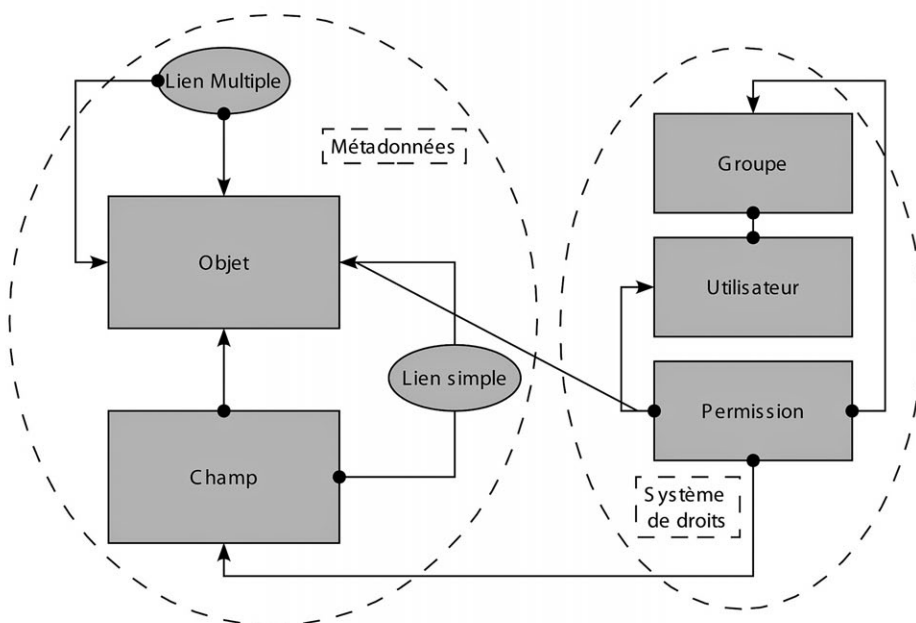 Lien Multiple
Métadonnées
Groupe
Objet
Utilisateur
Lien simple
Permission
Champ
Système
de droits